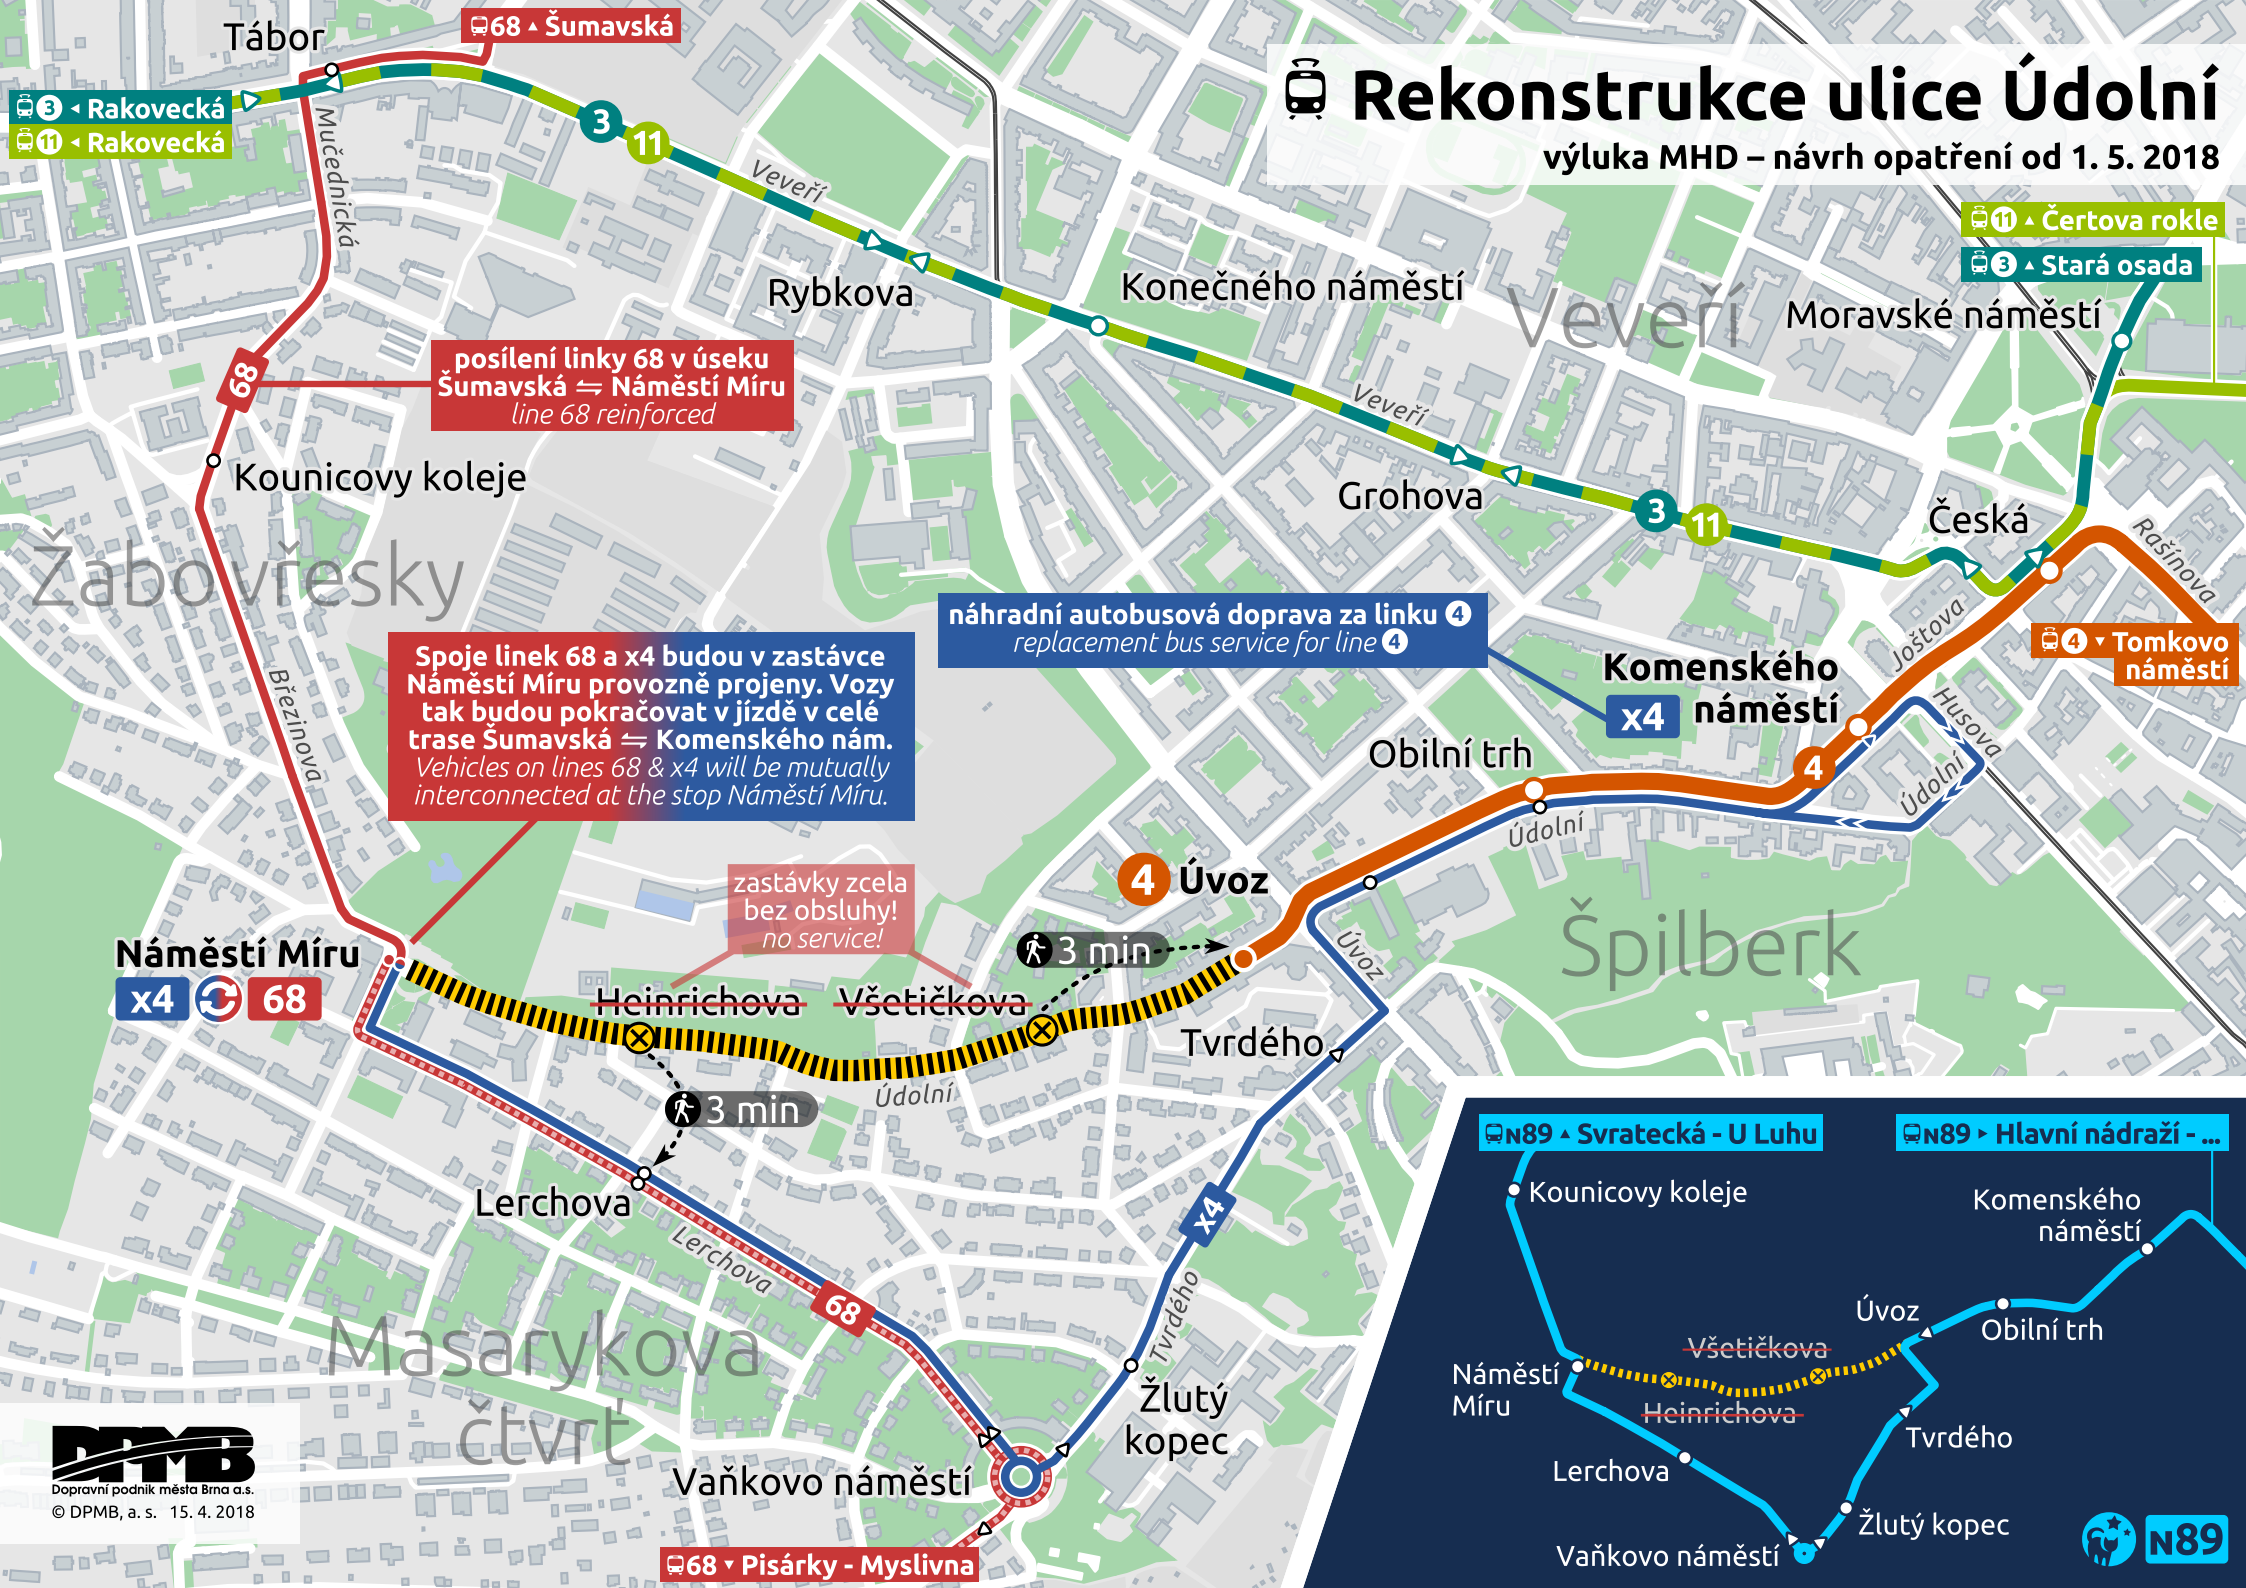 Rekonstrukce ulice Údolní
výluka MHD – návrh opatření od 1. 5. 2018
Tábor
68 ▲ Šumavská
3 ◂ Rakovecká
11 ◂ Rakovecká
Mučednická
3
11
Veveří
Rybkova
Konečného náměstí
Veveří
Moravské náměstí
11 ▲ Čertova rokle
3 ▲ Stará osada
68
posílení linky 68 v úseku
Šumavská ⇋ Náměstí Míru
line 68 reinforced
Kounicovy koleje
Veveří
Grohova
3
11
Česká
Rašínova
Žabovřesky
náhradní autobusová doprava za linku 4
replacement bus service for line 4
Joštova
4 ▼ Tomkovo
náměstí
Komenského
náměstí
x4
Husova
Údolní
Březinova
Spoje linek 68 a x4 budou v zastávce
Náměstí Míru provozně projeny. Vozy
tak budou pokračovat v jízdě v celé
trase Šumavská ⇋ Komenského nám.
Vehicles on lines 68 & x4 will be mutually
interconnected at the stop Náměstí Míru.
Obilní trh
4
Údolní
zastávky zcela
bez obsluhy!
no service!
4 Úvoz
Špilberk
Náměstí Míru
x4 68
3 min
Úvoz
Heinrichova
Všetičkova
Tvrdého
Údolní
3 min
Lerchova
Lerchova
x4
Tvrdého
68
Masarykova
čtvrť
Žlutý
kopec
Vaňkovo náměstí
68 ▼ Pisárky - Myslivna
DPMB
Dopravní podnik města Brna a.s.
© DPMB, a. s. 15. 4. 2018
N89 ▲ Svratecká - U Luhu
N89 ▸ Hlavní nádraží - ...
Kounicovy koleje
Komenského
náměstí
Úvoz
Obilní trh
Všetičkova
Náměstí
Míru
Heinrichova
Tvrdého
Lerchova
Žlutý kopec
Vaňkovo náměstí
N89